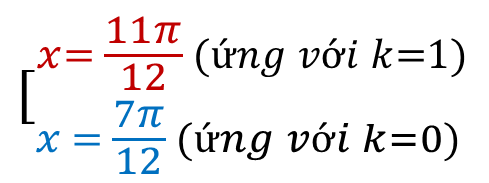 [ x = 11π/12 (ứng với k=1)
x = 7π/12 (ứng với k=0)